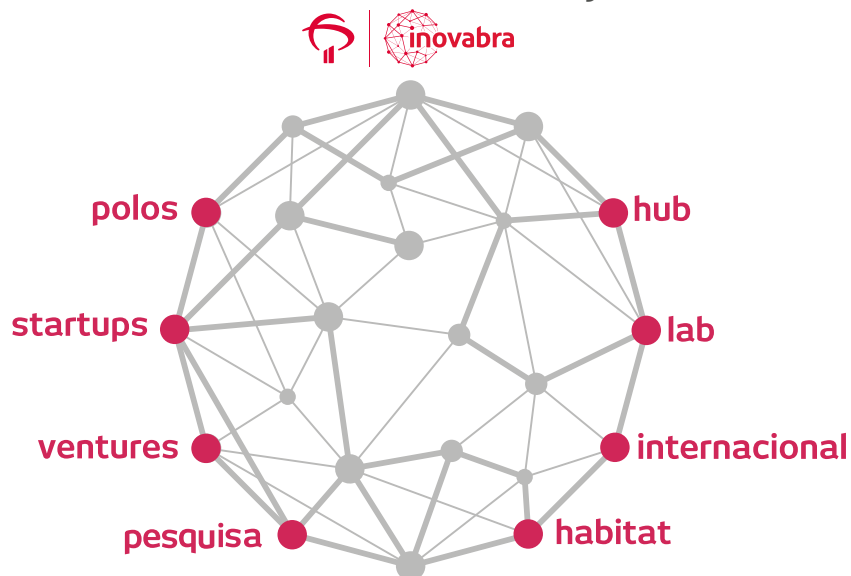 inovabra
polos
hub
startups
lab
ventures
internacional
pesquisa
habitat